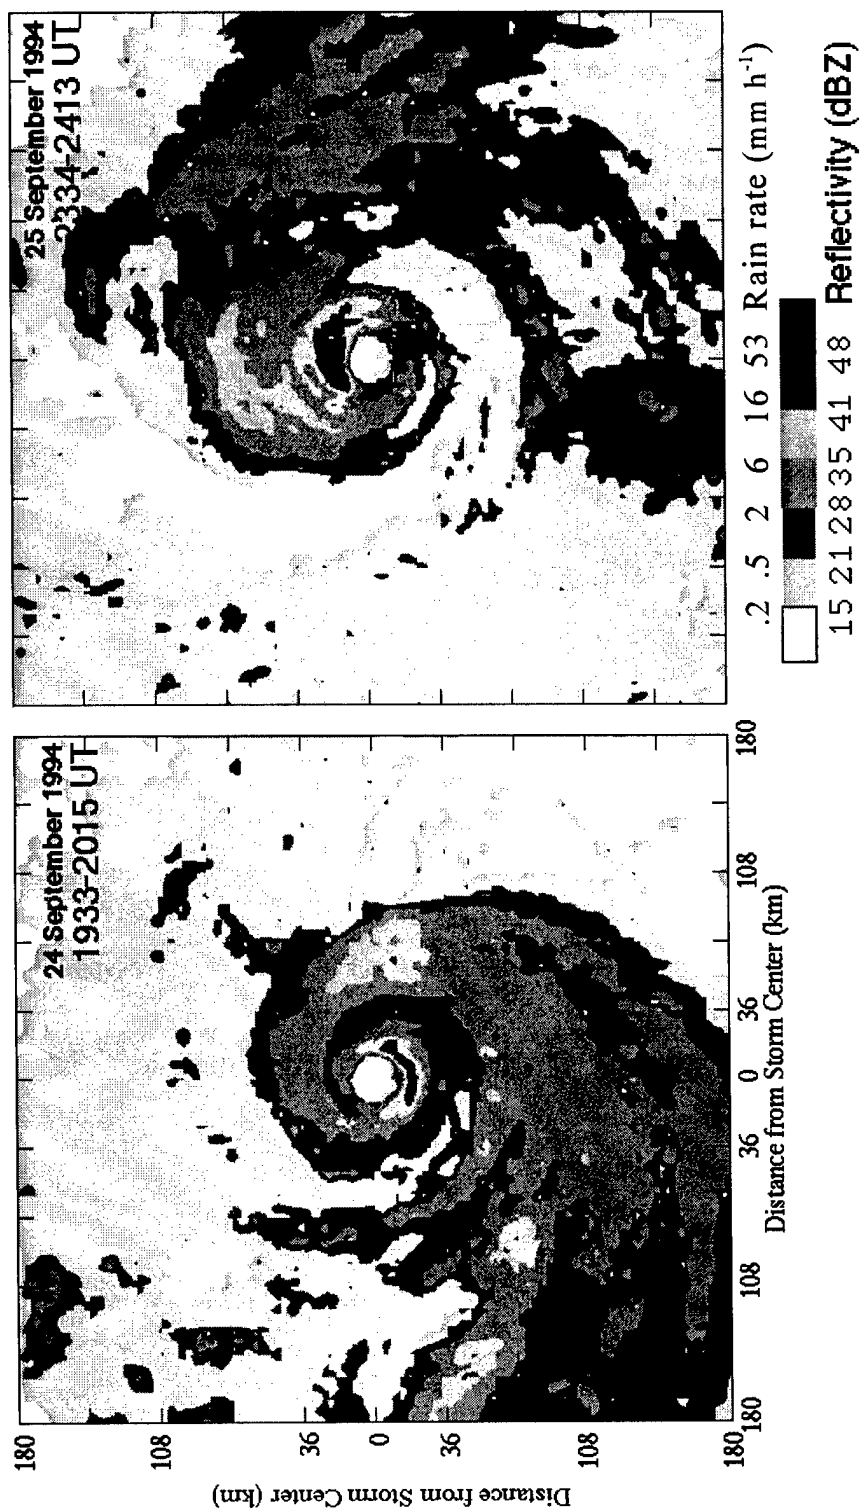 24 September 1994
1933-2015 UT
25 September 1994
2334-2413 UT
180
108
36
0
36
108
180
Distance from Storm Center (km)
180
108
36
0
36
108
180
Distance from Storm Center (km)
.2 .5 2 6 16 53 Rain rate (mm h-1)
15 21 28 35 41 48 Reflectivity (dBZ)